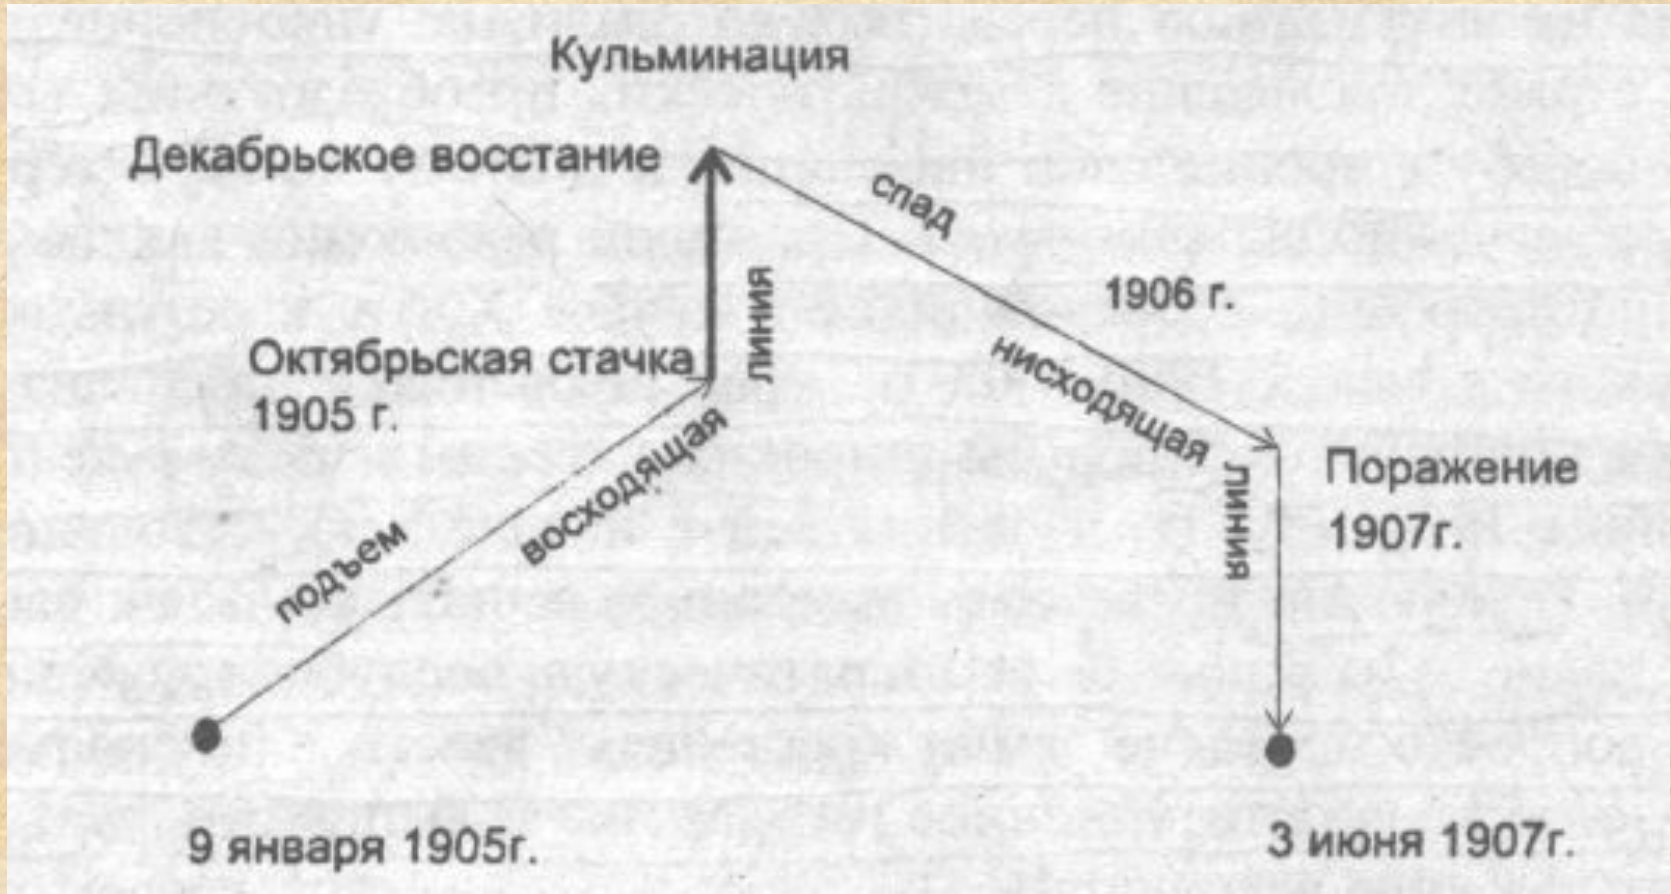 Кульминация
Декабрьское восстание
спад
1906 г.
линия
Октябрьская стачка
1905 г.
восходящая
подъем
нисходящая
линия
Поражение
1907г.
9 января 1905г.
3 июня 1907г.